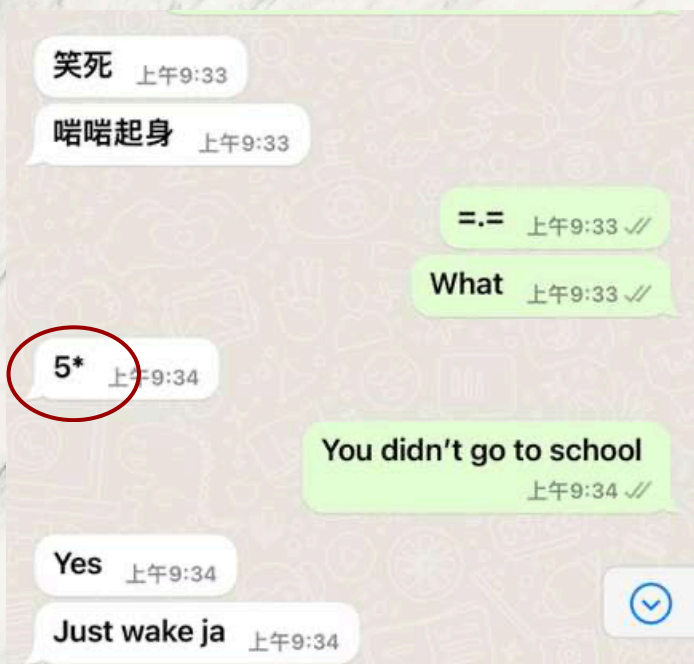 笑死 上午9:33
啱啱起身 上午9:33
=.= 上午9:33
What 上午9:33
5* 上午9:34
You didn't go to school
上午9:34
Yes 上午9:34
Just wake ja 上午9:34